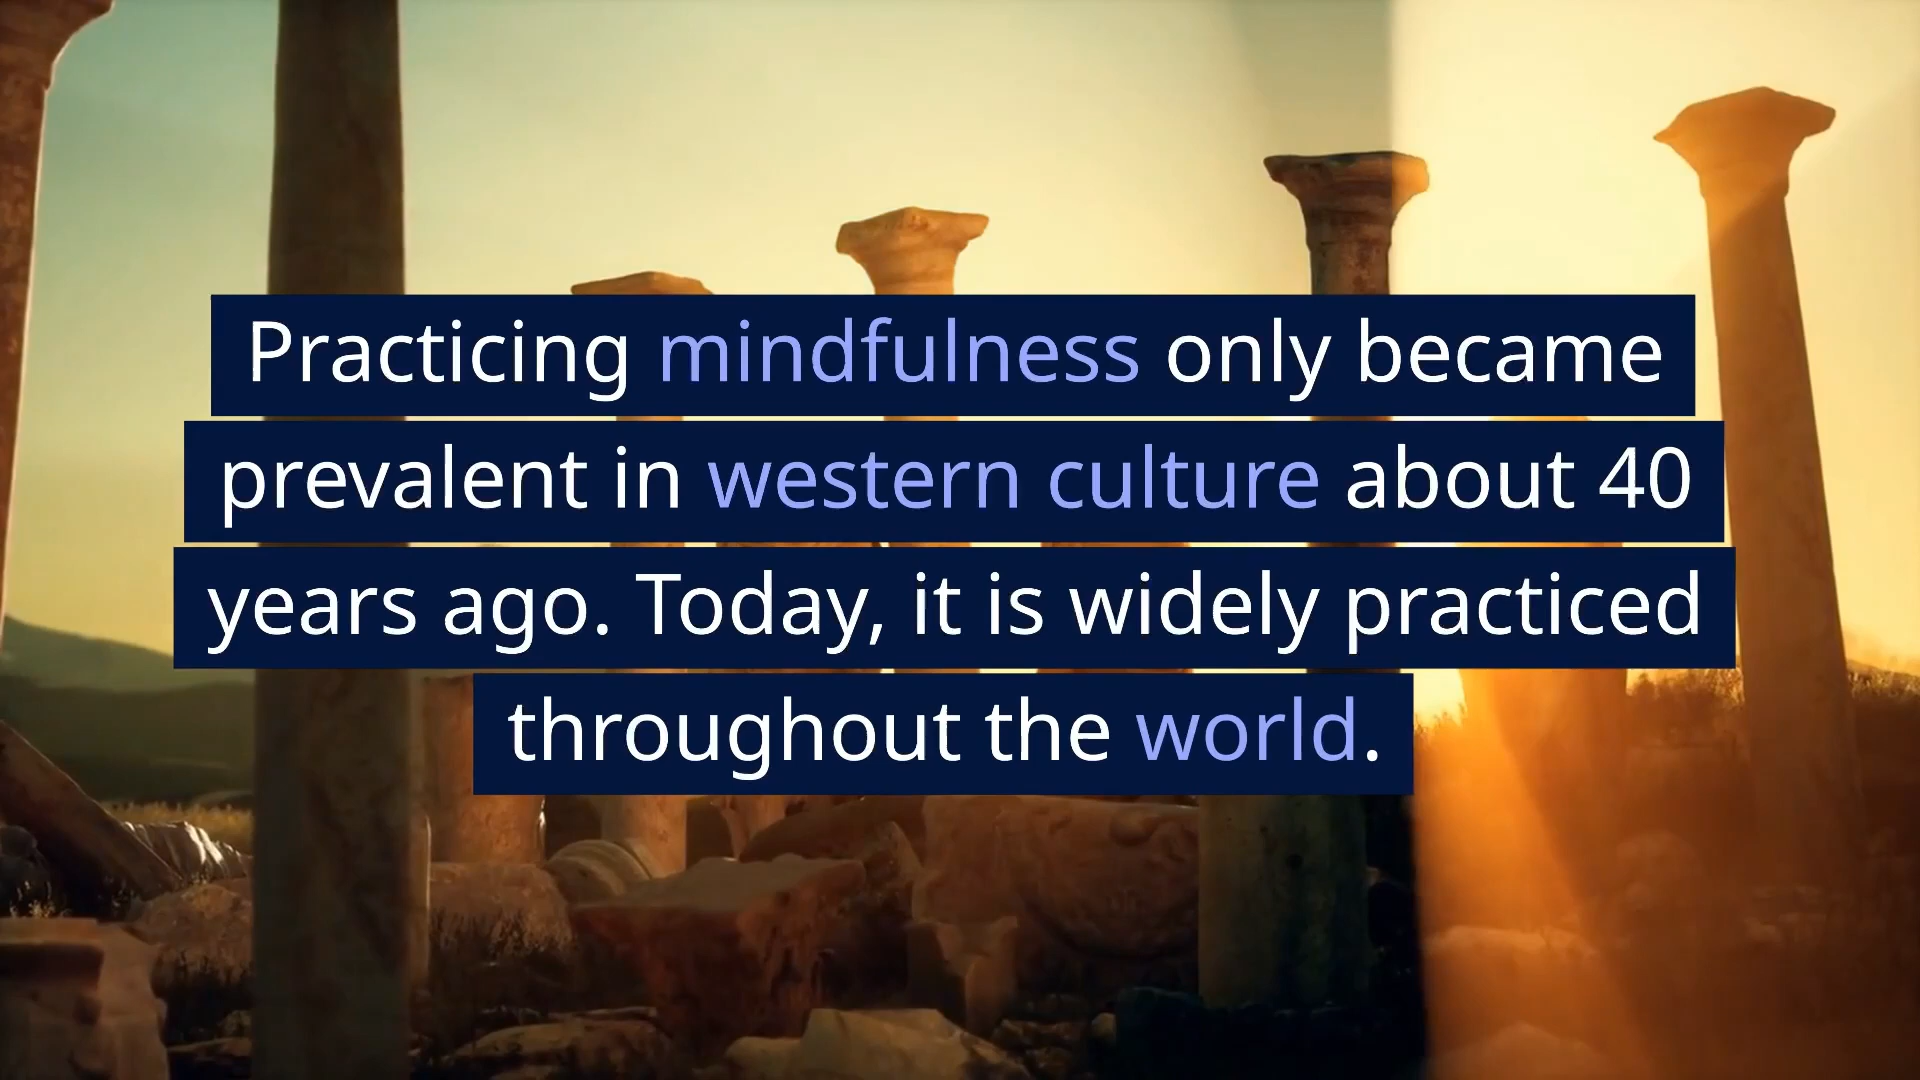 Practicing mindfulness only became
prevalent in western culture about 40
years ago. Today, it is widely practiced
throughout the world.